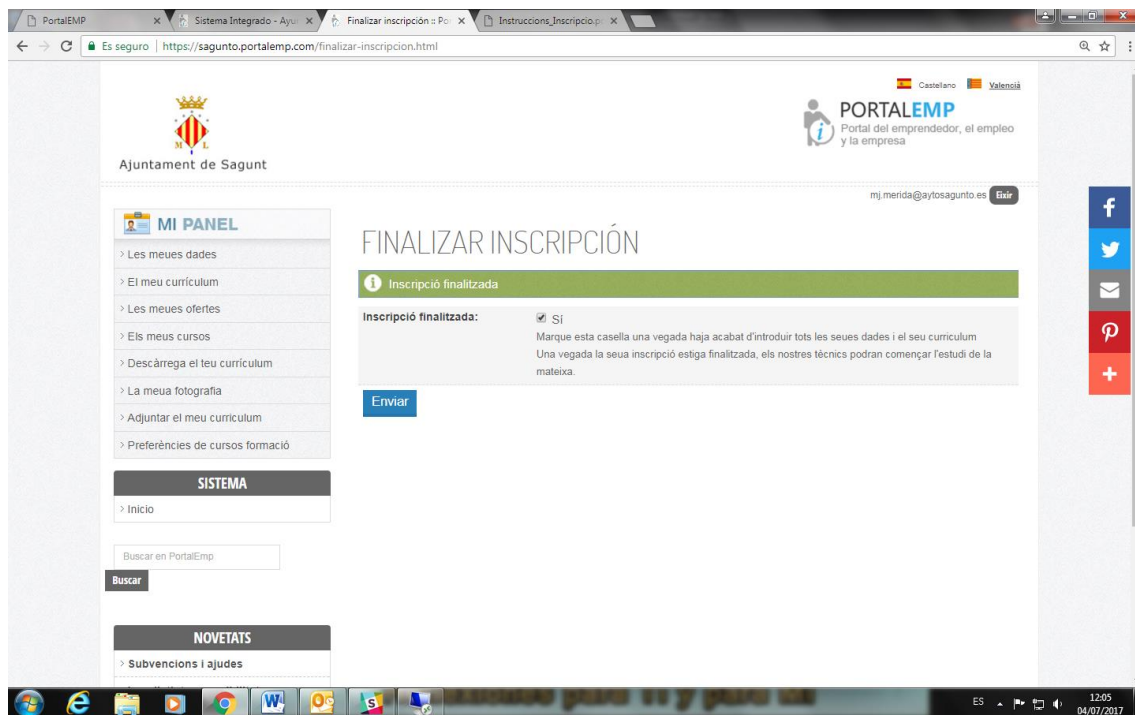 PortalEMP
Sistema Integrado - Ayu
Finalizar inscripción :: Po
Instruccions_Inscripcio.p
Es seguro | https://sagunto.portalemp.com/finalizar-inscripcion.html
Castellano Valencià
M L
Ajuntament de Sagunt
PORTALEMP
Portal del emprendedor, el empleo
y la empresa
mj.merida@aytosagunto.es Eixir
MI PANEL
> Les meues dades
> El meu currículum
> Les meues ofertes
> Els meus cursos
> Descàrrega el teu currículum
> La meua fotografia
> Adjuntar el meu curriculum
> Preferències de cursos formació
SISTEMA
> Inicio
Buscar en PortalEmp
Buscar
NOVETATS
> Subvencions i ajudes
FINALIZAR INSCRIPCIÓN
Inscripció finalitzada
Inscripció finalitzada: Sí
Marque esta casella una vegada haja acabat d'introduir tots les seues dades i el seu curriculum
Una vegada la seua inscripció estiga finalitzada, els nostres tècnics podran començar l'estudi de la
mateixa.
Enviar
para ti y para mi
ES 12:05
04/07/2017